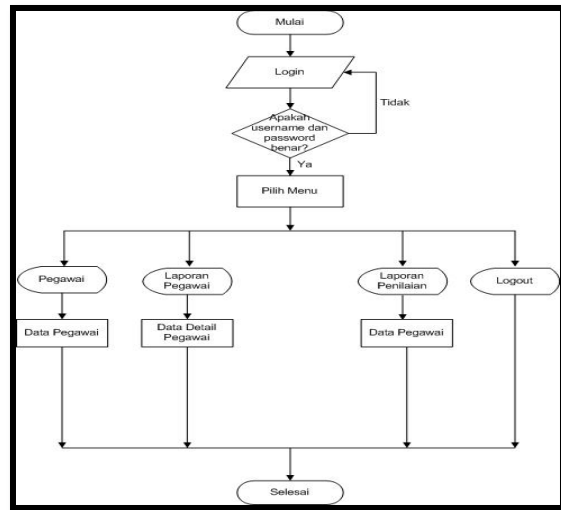 Mulai
Login
Tidak
Apakah
username dan
password
benar?
Ya
Pilih Menu
Pegawai
Laporan
Pegawai
Laporan
Penilaian
Logout
Data Pegawai
Data Detail
Pegawai
Data Pegawai
Selesai